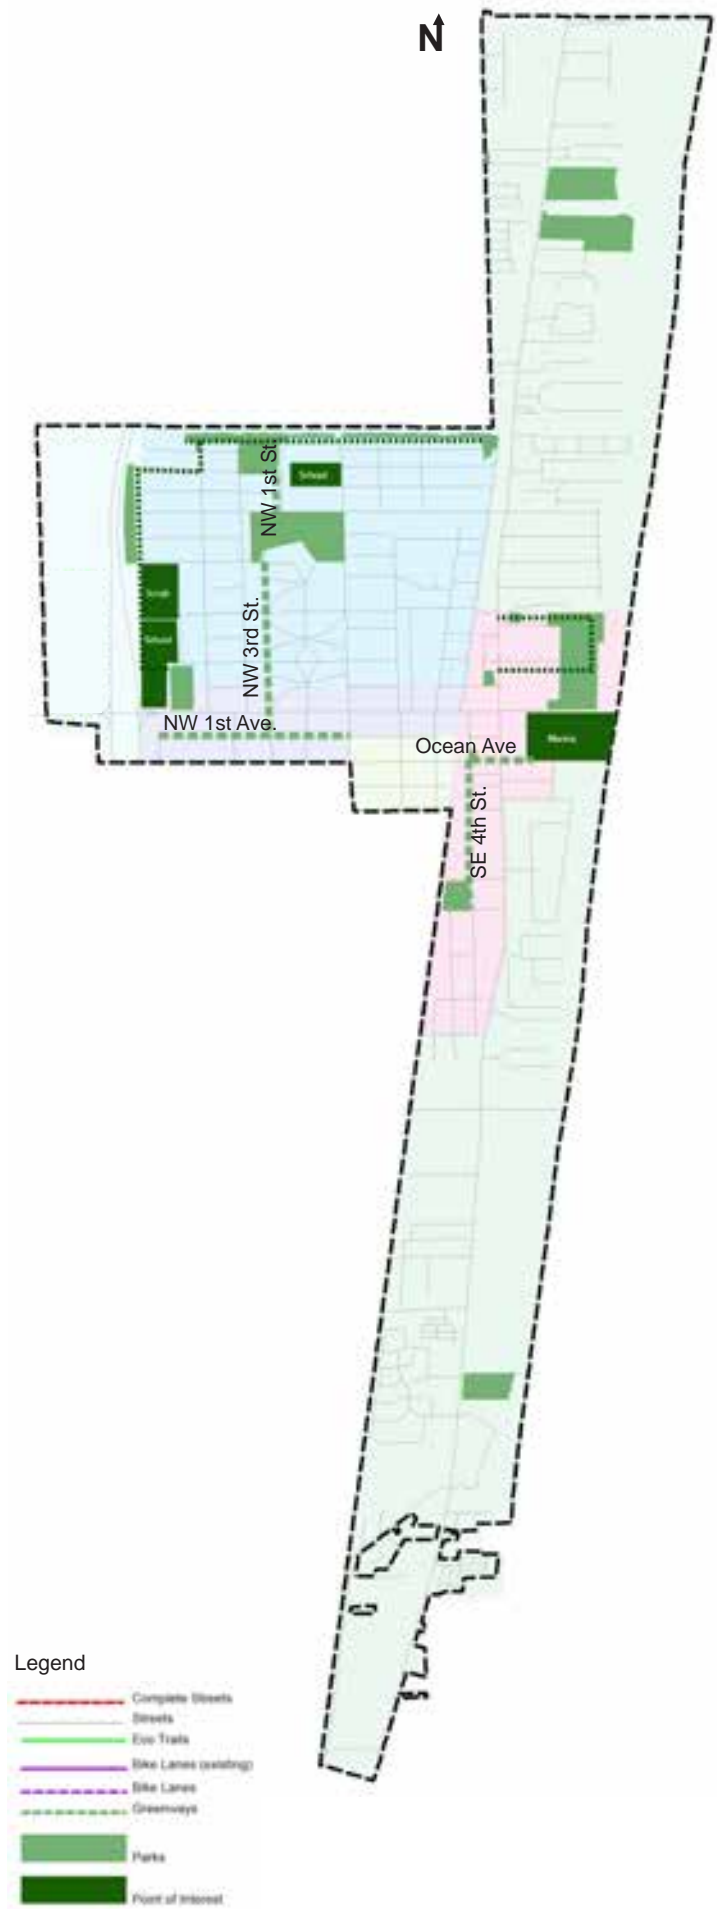 N
School
NW 1st St.
School
NW 3rd St.
NW 1st Ave.
Ocean Ave
Marina
SE 4th St.
Legend
Complete Streets
Streets
Eco Trails
Bike Lanes (existing)
Bike Lanes
Greenways
Parks
Point of Interest